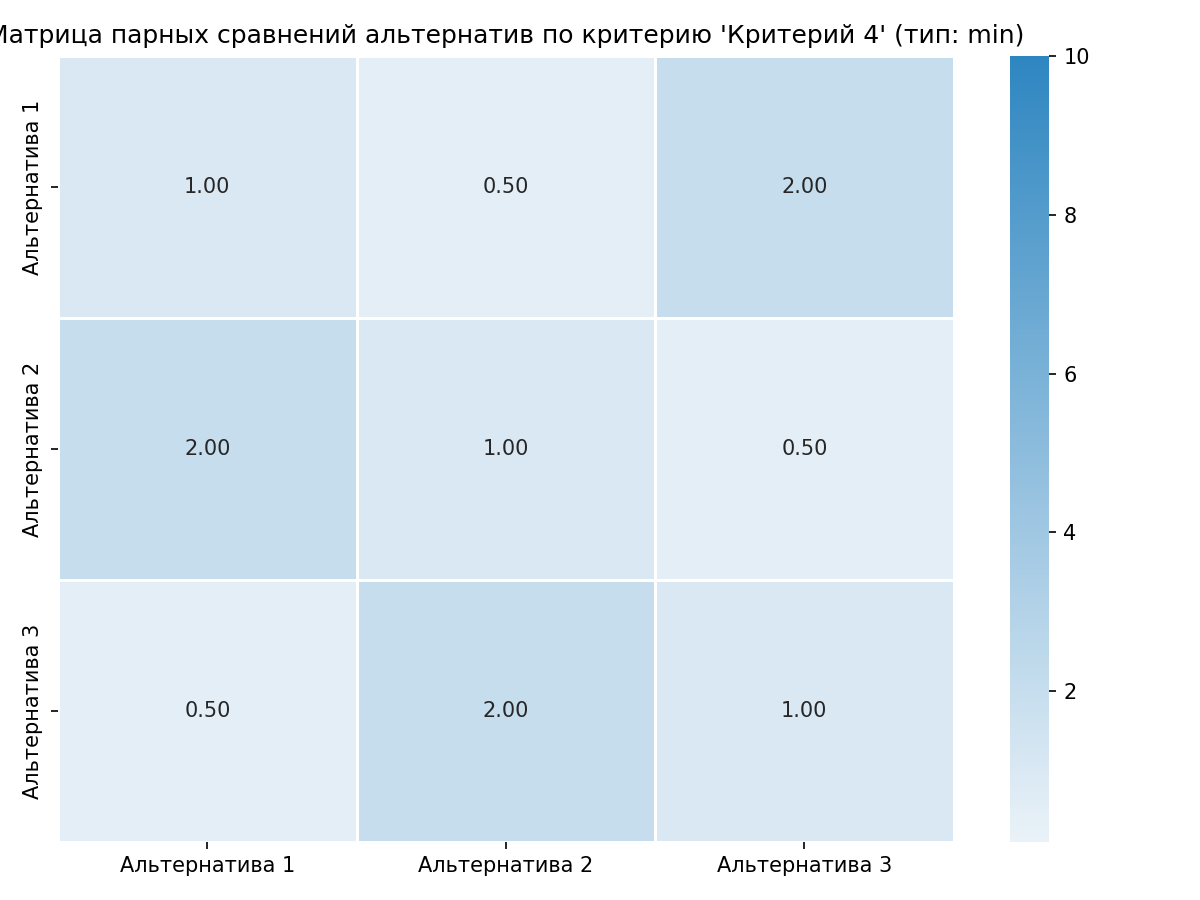 Матрица парных сравнений альтернатив по критерию 'Критерий 4' (тип: min)
10
Альтернатива 1
1.00 0.50 2.00
8
6
Альтернатива 2
2.00 1.00 0.50
4
2
Альтернатива 3
0.50 2.00 1.00
Альтернатива 1 Альтернатива 2 Альтернатива 3